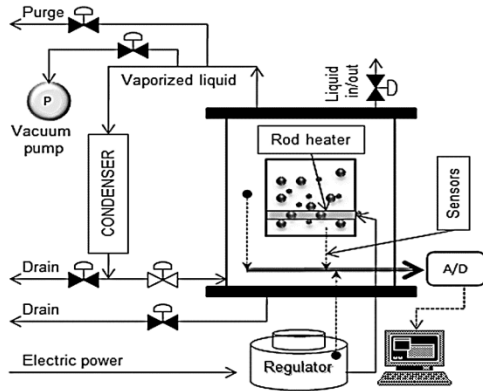 Purge
Vaporized liquid
P
Vacuum
pump
Liquid
in/out
Rod heater
CONDENSER
Sensors
A/D
Drain
Drain
Electric power
Regulator